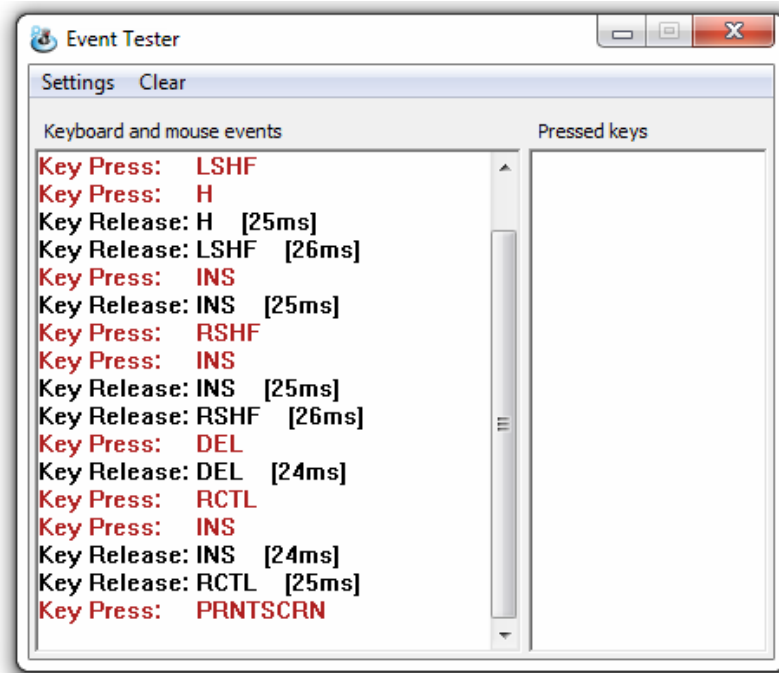 Event Tester
Settings Clear
Keyboard and mouse events
Pressed keys
Key Press: LSHF
Key Press: H
Key Release: H [25ms]
Key Release: LSHF [26ms]
Key Press: INS
Key Release: INS [25ms]
Key Press: RSHF
Key Press: INS
Key Release: INS [25ms]
Key Release: RSHF [26ms]
Key Press: DEL
Key Release: DEL [24ms]
Key Press: RCTL
Key Press: INS
Key Release: INS [24ms]
Key Release: RCTL [25ms]
Key Press: PRNTSCRN